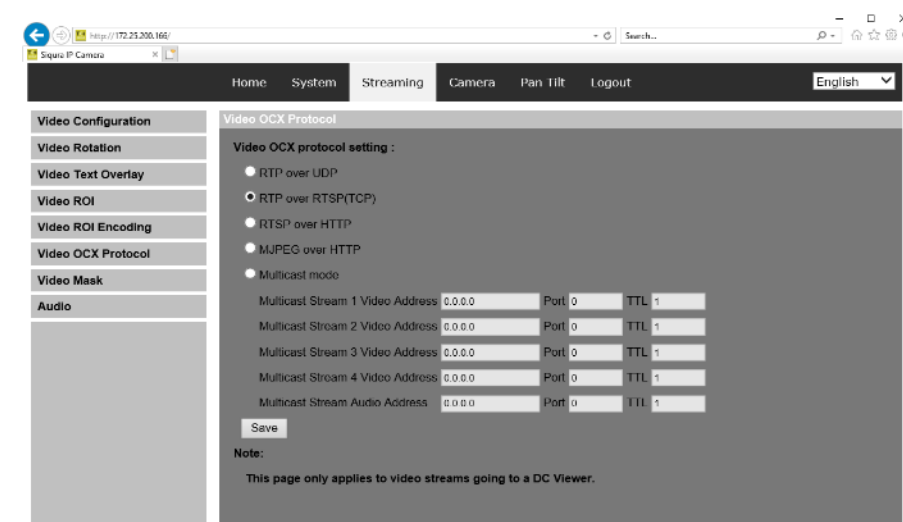 http://172.25.200.166/
Search...
Siqura IP Camera
Home System Streaming Camera Pan Tilt Logout English
Video Configuration
Video Rotation
Video Text Overlay
Video ROI
Video ROI Encoding
Video OCX Protocol
Video Mask
Audio
Video OCX Protocol
Video OCX protocol setting :
RTP over UDP
RTP over RTSP(TCP)
RTSP over HTTP
MJPEG over HTTP
Multicast mode
Multicast Stream 1 Video Address 0.0.0.0 Port 0 TTL 1
Multicast Stream 2 Video Address 0.0.0.0 Port 0 TTL 1
Multicast Stream 3 Video Address 0.0.0.0 Port 0 TTL 1
Multicast Stream 4 Video Address 0.0.0.0 Port 0 TTL 1
Multicast Stream Audio Address 0.0.0.0 Port 0 TTL 1
Save
Note:
This page only applies to video streams going to a DC Viewer.